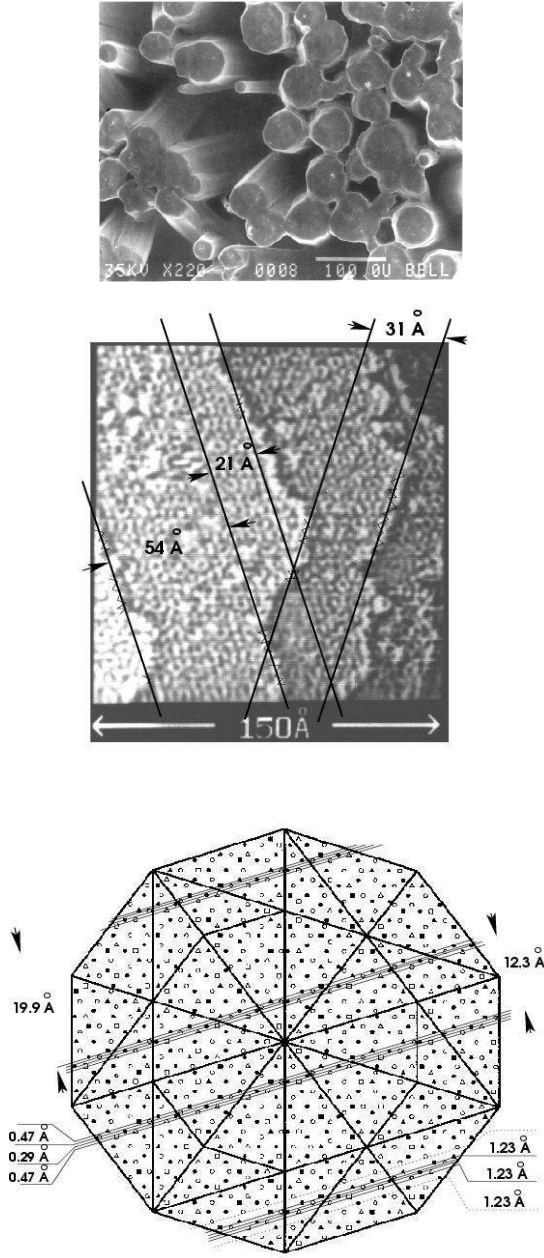 35KV X220 0008 100.0U BELL
31 Å
21 Å
54 Å
150Å
12.3 Å
19.9 Å
0.47 Å
0.29 Å
0.47 Å
1.23 Å
1.23 Å
1.23 Å